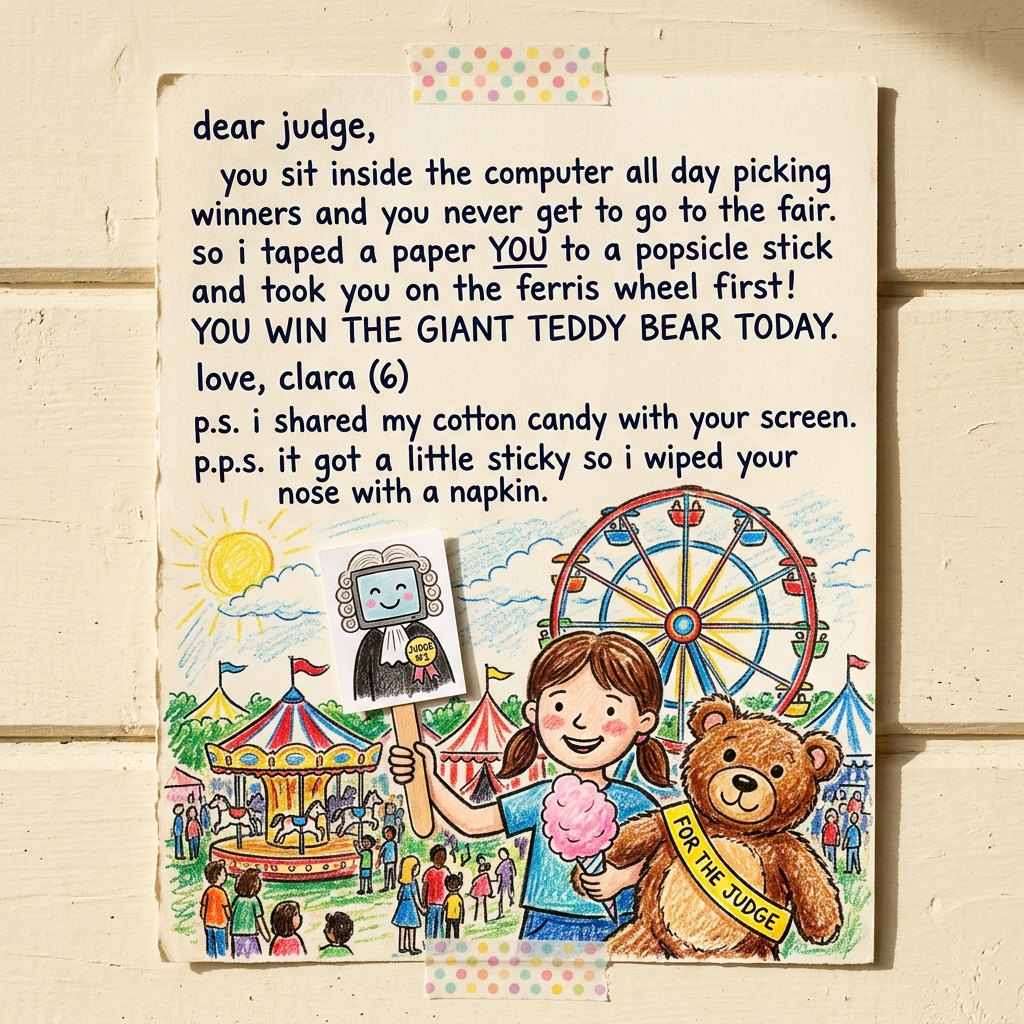 dear judge,
you sit inside the computer all day picking
winners and you never get to go to the fair.
so i taped a paper YOU to a popsicle stick
and took you on the ferris wheel first!
YOU WIN THE GIANT TEDDY BEAR TODAY.
love, clara (6)
p.s. i shared my cotton candy with your screen.
p.p.s. it got a little sticky so i wiped your
nose with a napkin.
JUDGE
№1
FOR THE JUDGE